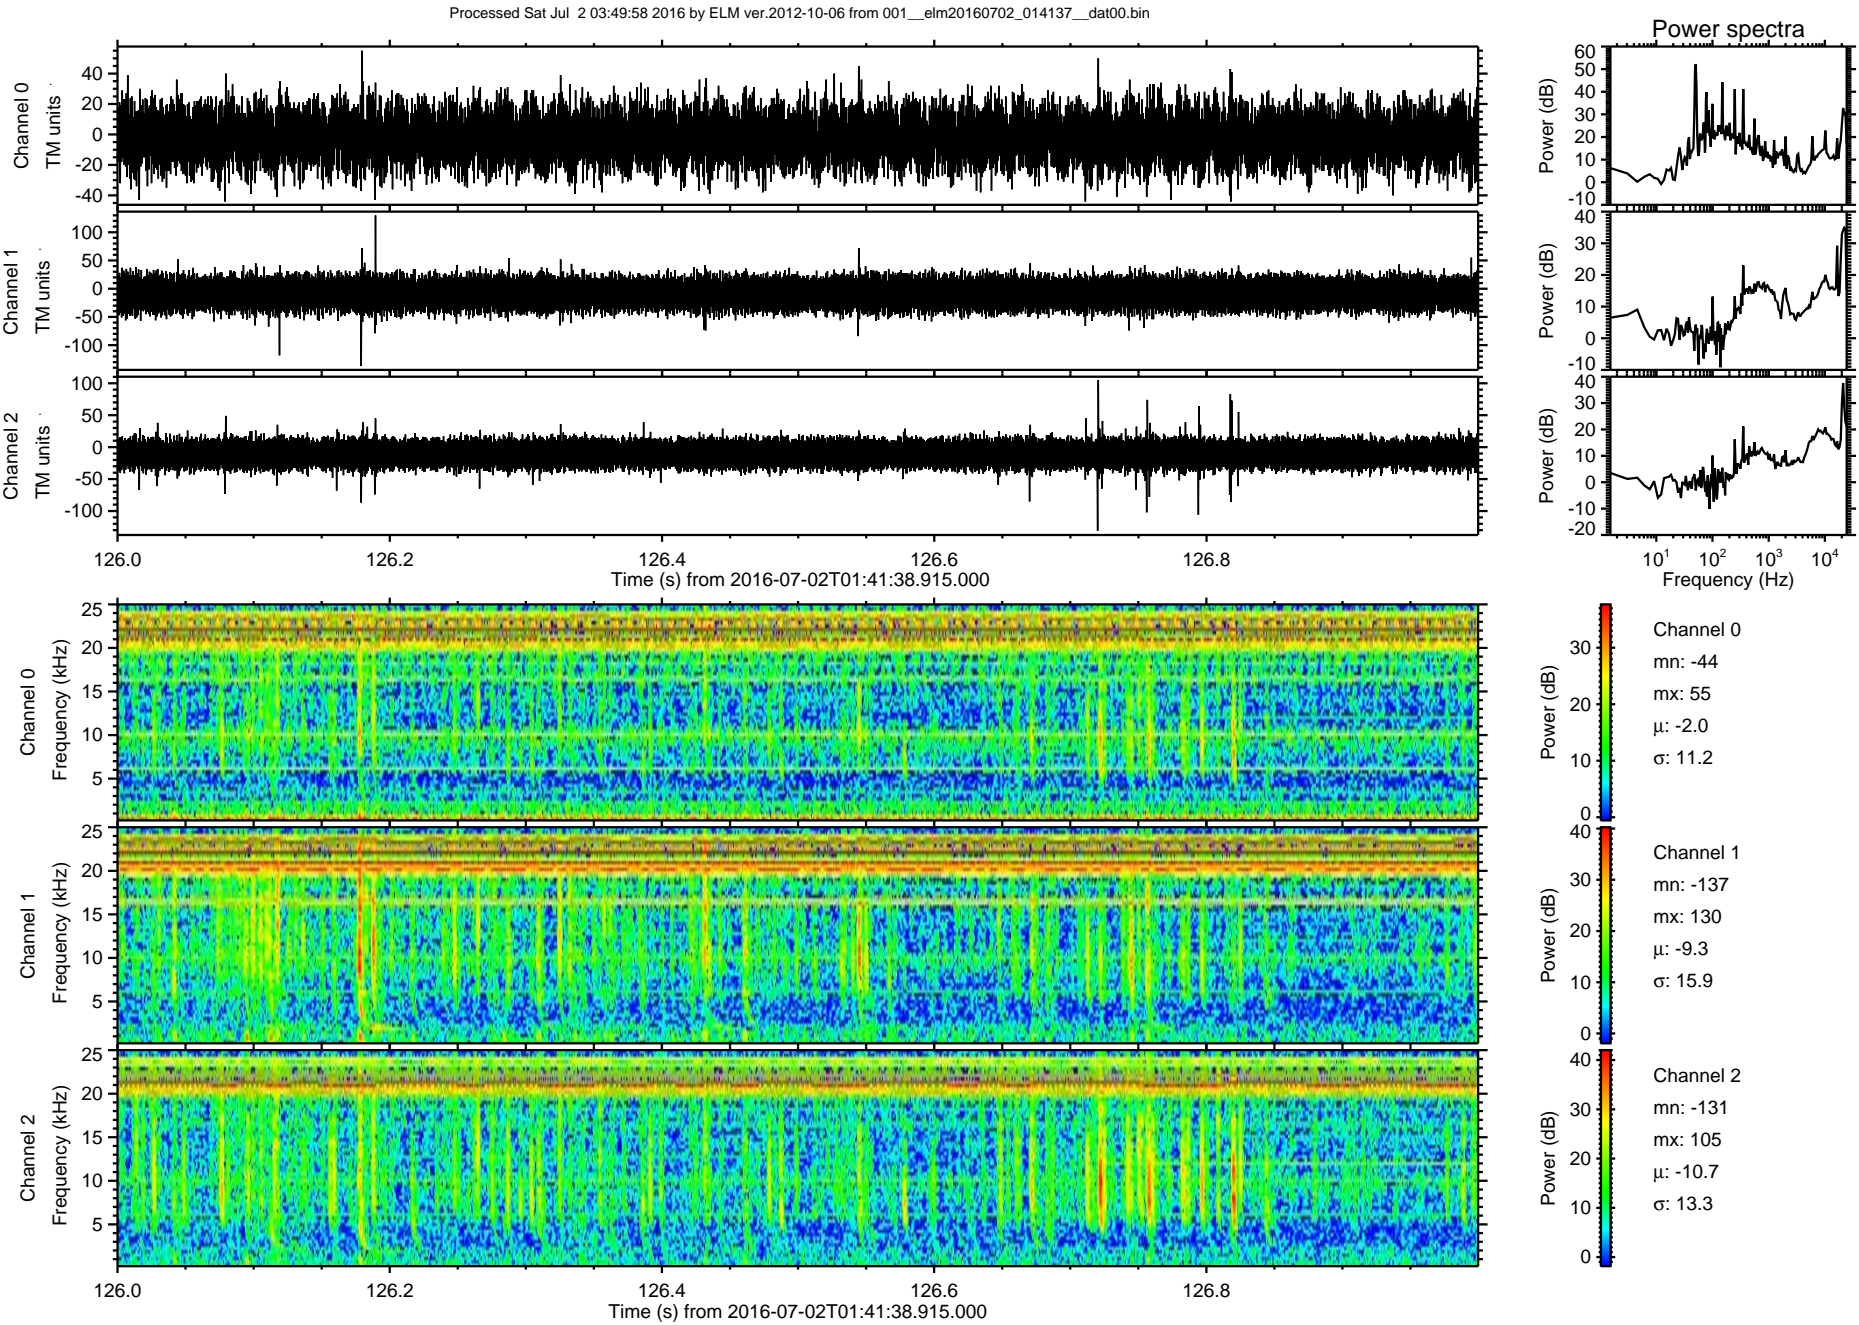 Processed Sat Jul 2 03:49:58 2016 by ELM ver.2012-10-06 from 001__elm20160702_014137__dat00.bin
Power spectra
Channel 0
TM units
40
20
0
-20
-40
Power (dB)
60
50
40
30
20
10
0
-10
Channel 1
TM units
100
50
0
-50
-100
Power (dB)
40
30
20
10
0
-10
Channel 2
TM units
100
50
0
-50
-100
Power (dB)
40
30
20
10
0
-10
-20
126.0 126.2 126.4 126.6 126.8
Time (s) from 2016-07-02T01:41:38.915.000
10^1 10^2 10^3 10^4
Frequency (Hz)
Channel 0
Frequency (kHz)
25
20
15
10
5
Power (dB)
30
20
10
0
Channel 0
mn: -44
mx: 55
μ: -2.0
σ: 11.2
Channel 1
Frequency (kHz)
25
20
15
10
5
Power (dB)
40
30
20
10
0
Channel 1
mn: -137
mx: 130
μ: -9.3
σ: 15.9
Channel 2
Frequency (kHz)
25
20
15
10
5
Power (dB)
40
30
20
10
0
Channel 2
mn: -131
mx: 105
μ: -10.7
σ: 13.3
126.0 126.2 126.4 126.6 126.8
Time (s) from 2016-07-02T01:41:38.915.000